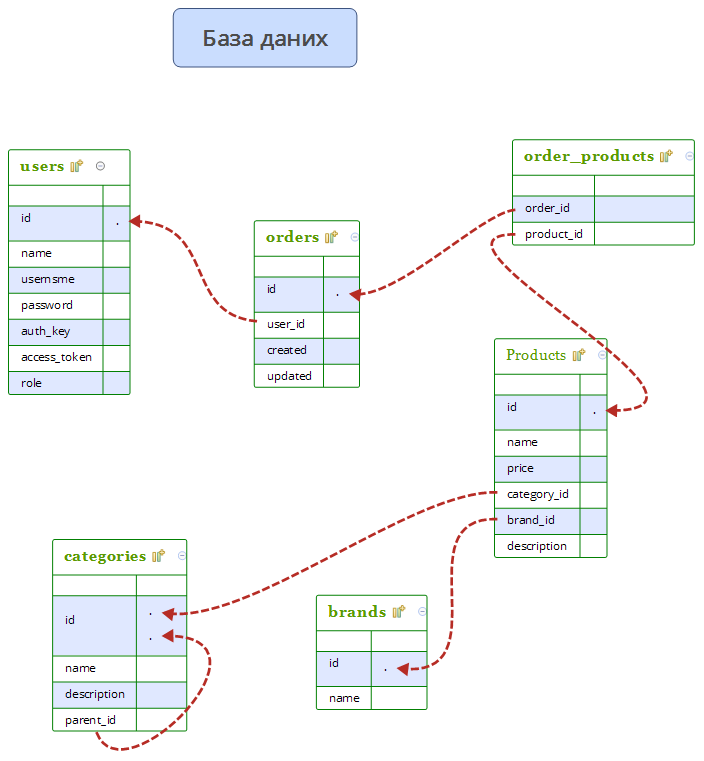 База даних
users
id
name
usernsme
password
auth_key
access_token
role
orders
id
user_id
created
updated
order_products
order_id
product_id
Products
id
name
price
category_id
brand_id
description
categories
id
name
description
parent_id
brands
id
name